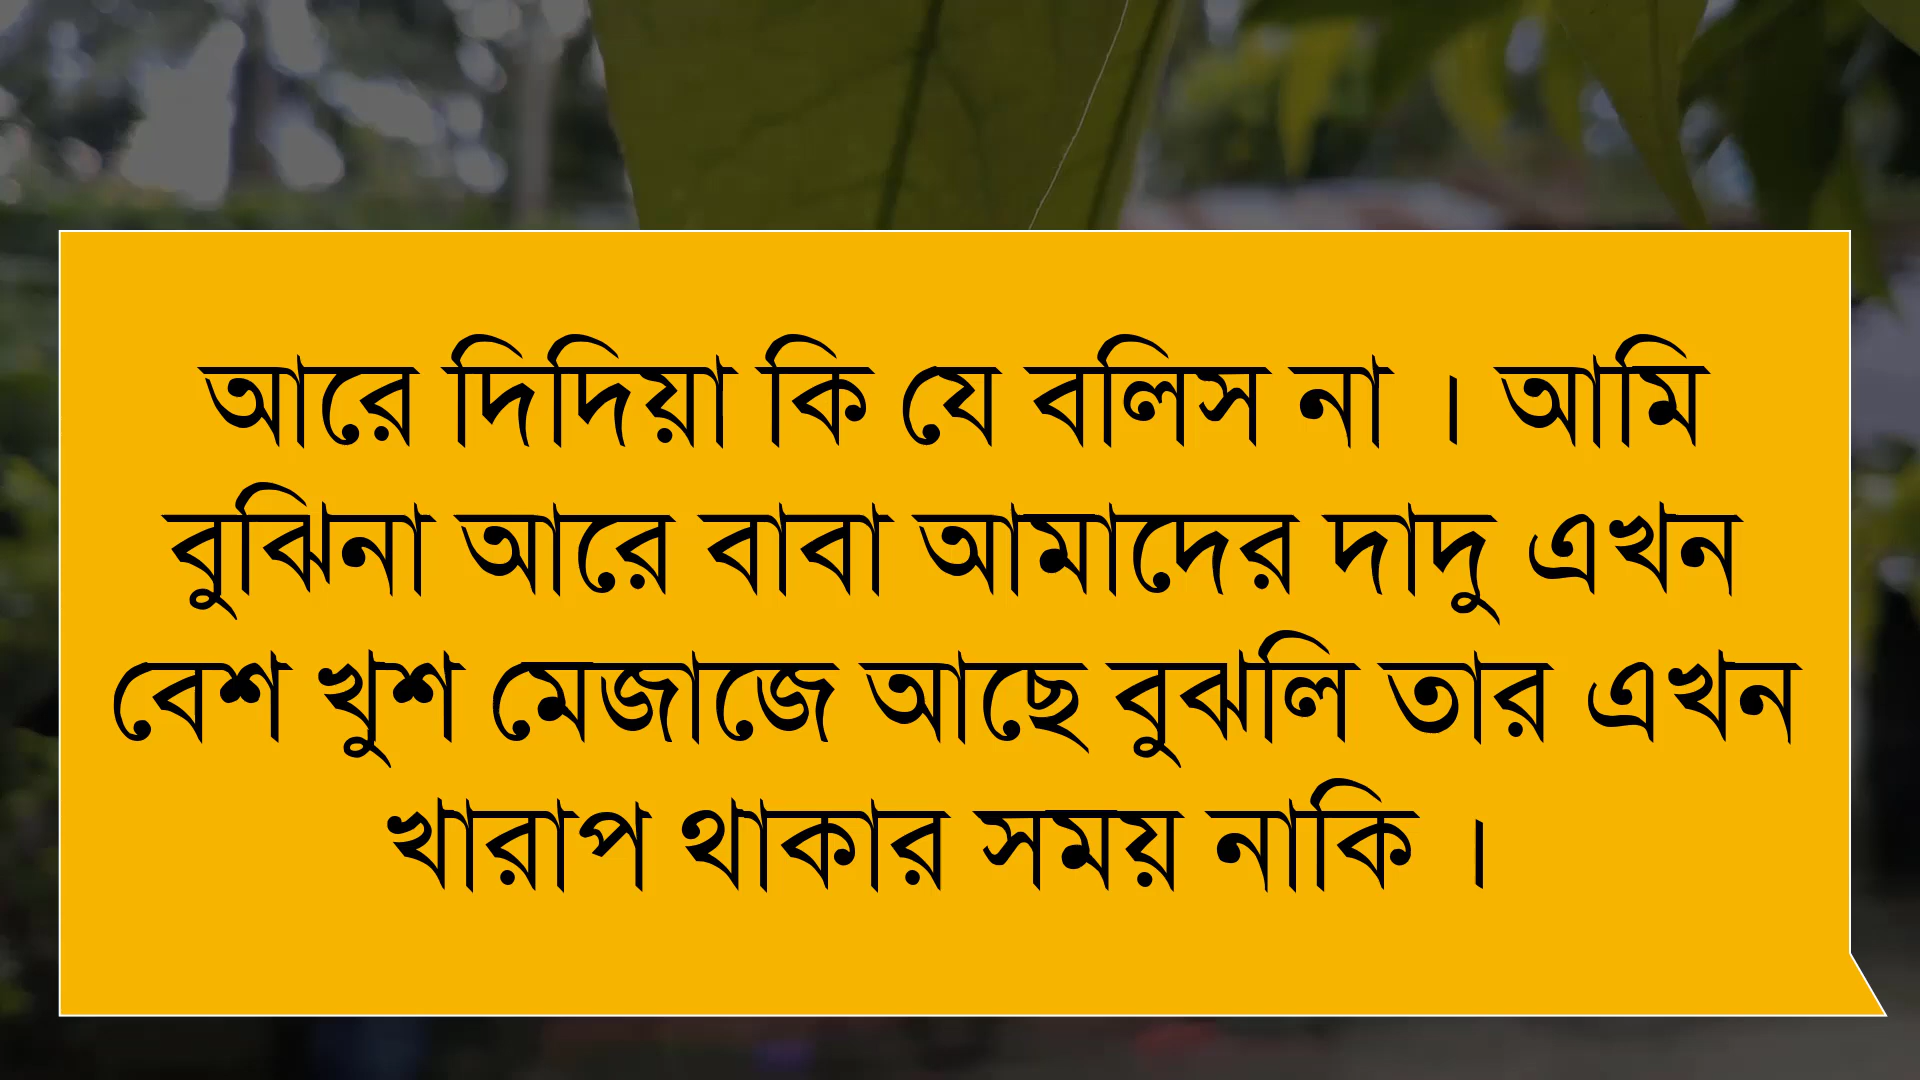 আরে দিদিয়া কি যে বলিস না । আমি
বুঝিনা আরে বাবা আমাদের দাদু এখন
বেশ খুশ মেজাজে আছে বুঝলি তার এখন
খারাপ থাকার সময় নাকি ।